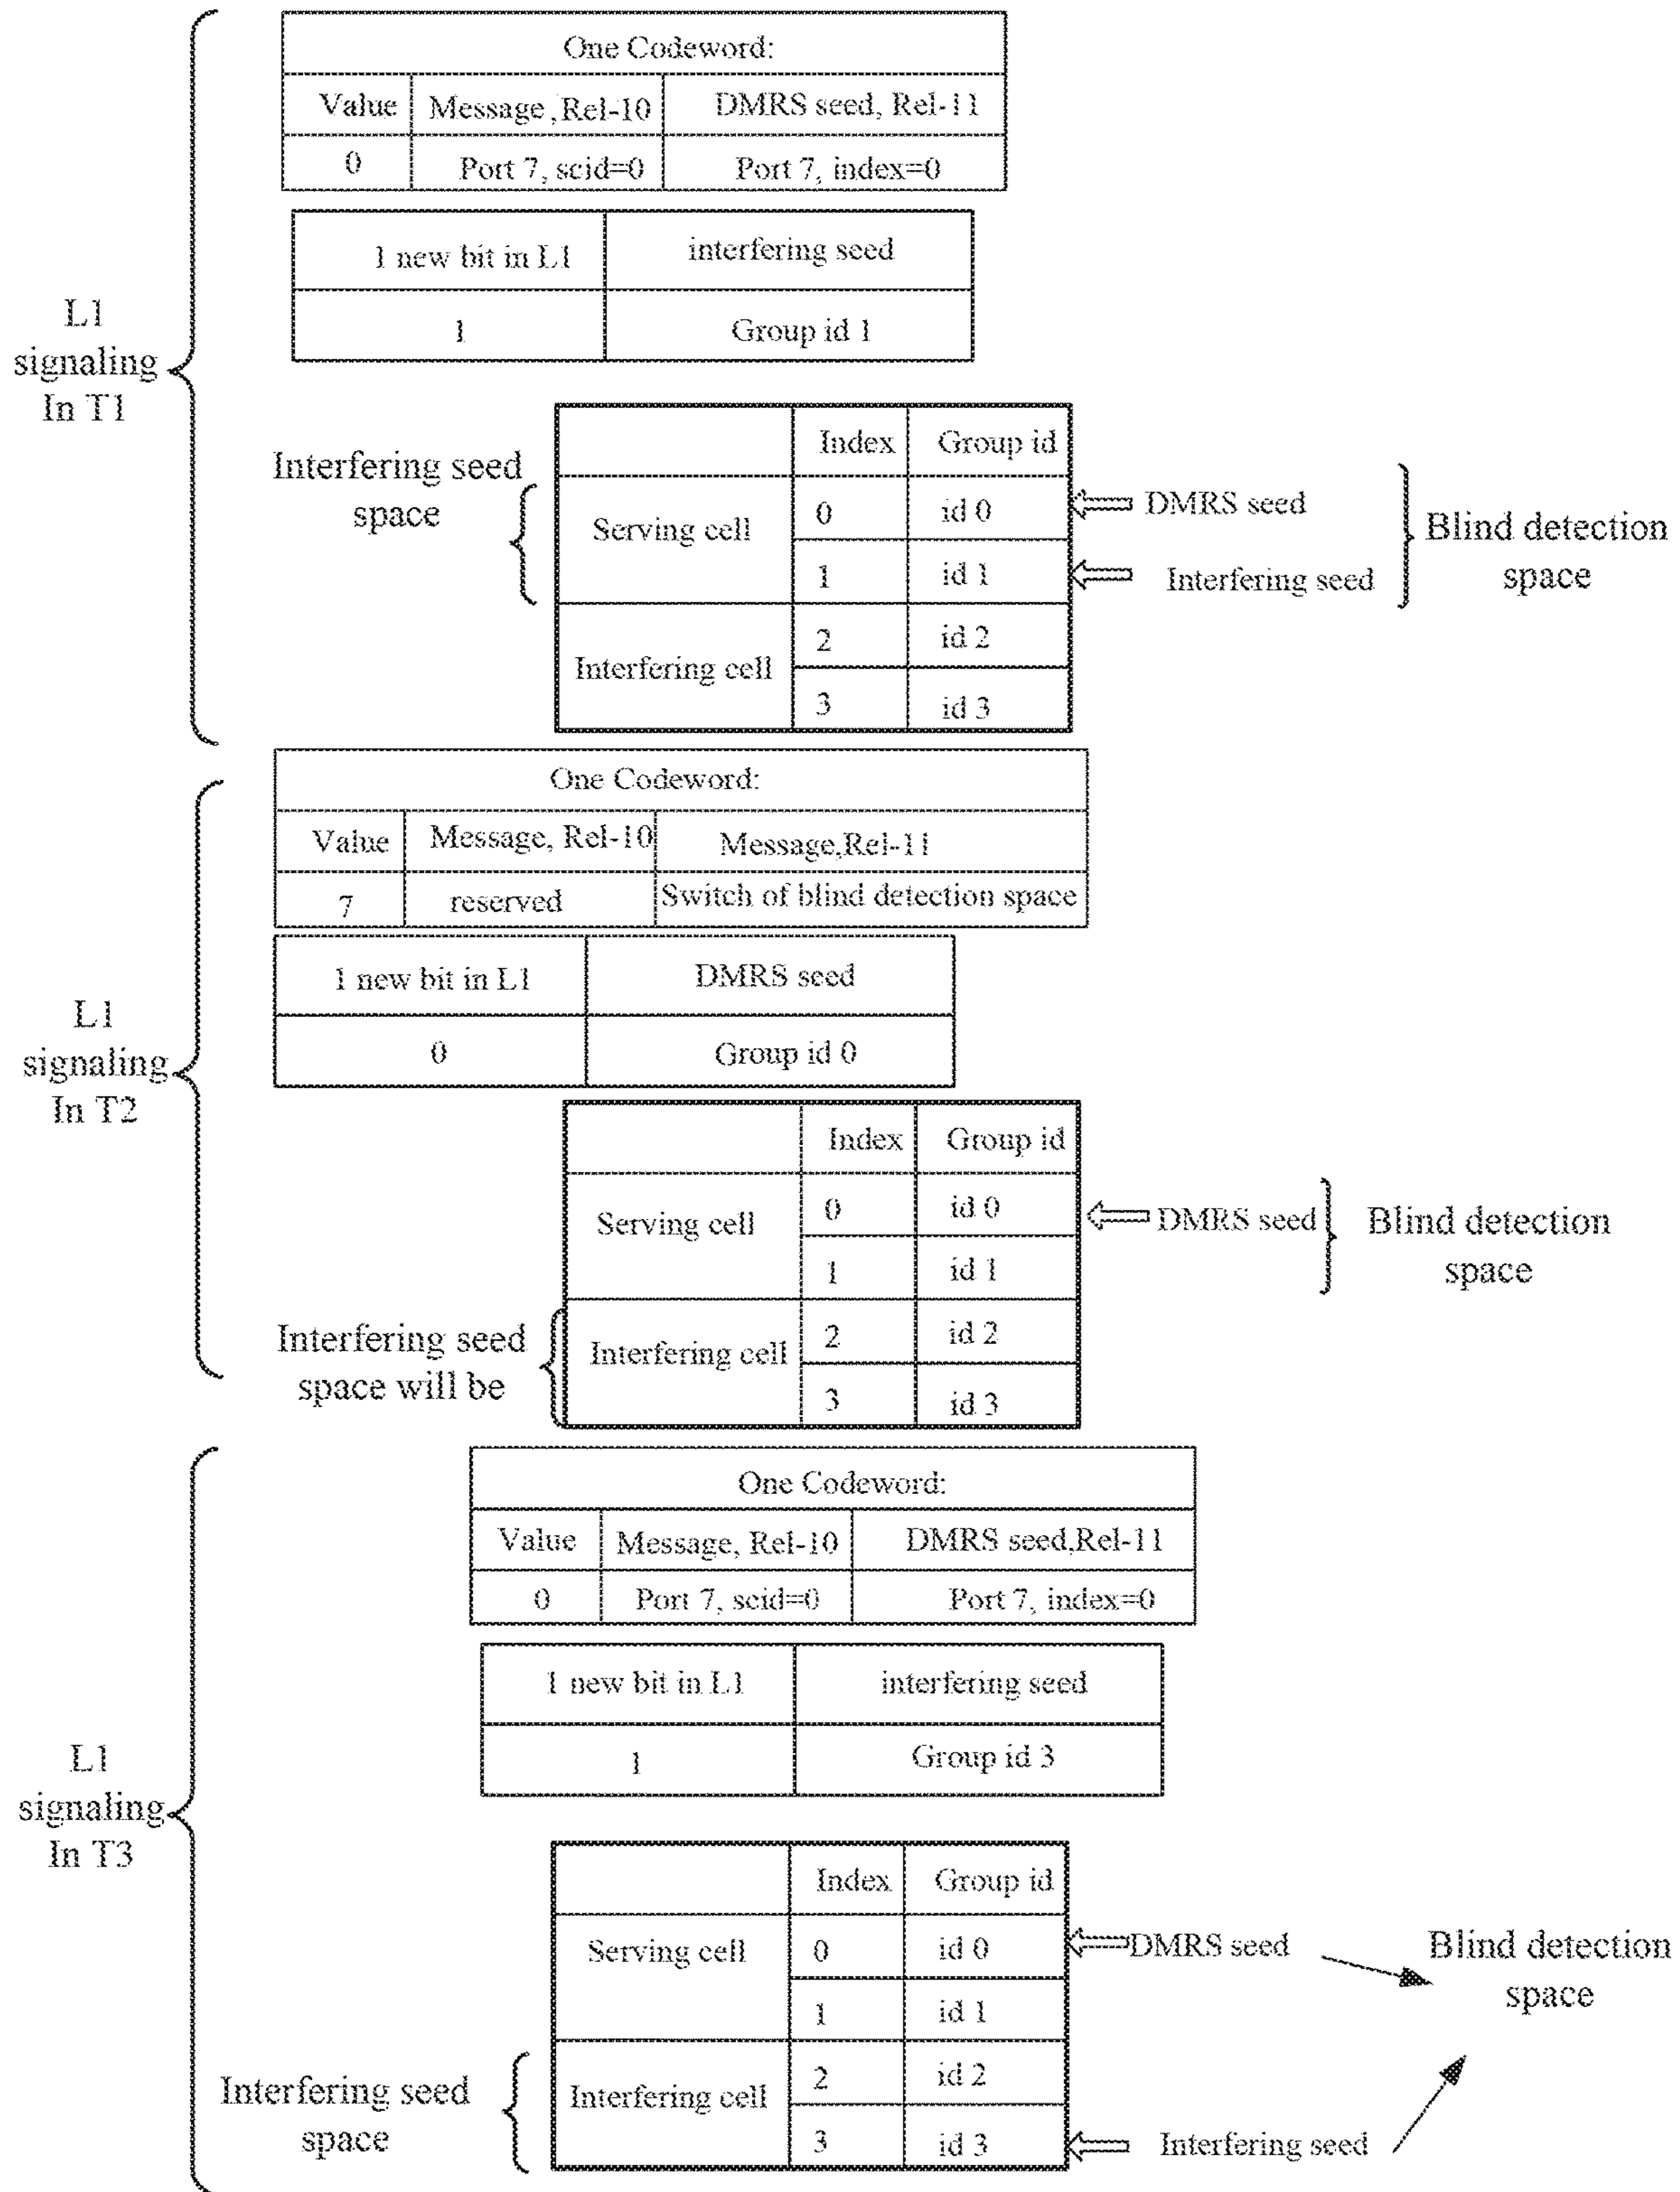 L1
signaling
In T1
One Codeword:
Value Message ,Rel-10 DMRS seed, Rel-11
0 Port 7, scid=0 Port 7, index=0
1 new bit in L1 interfering seed
1 Group id 1
Interfering seed
space
Index Group id
Serving cell 0 id 0
1 id 1
Interfering cell 2 id 2
3 id 3
DMRS seed
Interfering seed
Blind detection
space
L1
signaling
In T2
One Codeword:
Value Message, Rel-10 Message,Rel-11
7 reserved Switch of blind detection space
1 new bit in L1 DMRS seed
0 Group id 0
Index Group id
Serving cell 0 id 0
1 id 1
Interfering cell 2 id 2
3 id 3
DMRS seed
Blind detection
space
Interfering seed
space will be
L1
signaling
In T3
One Codeword:
Value Message, Rel-10 DMRS seed,Rel-11
0 Port 7, scid=0 Port 7, index=0
1 new bit in L1 interfering seed
1 Group id 3
Index Group id
Serving cell 0 id 0
1 id 1
Interfering cell 2 id 2
3 id 3
DMRS seed
Blind detection
space
Interfering seed
space
Interfering seed